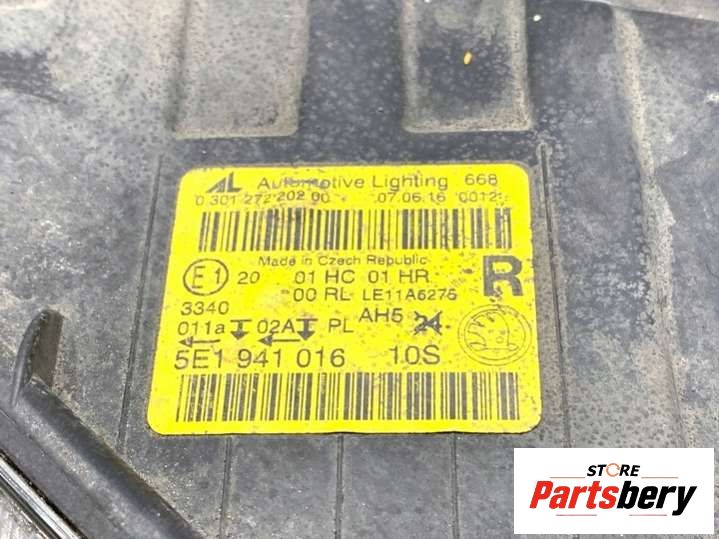 AL Automotive Lighting 668
0 301 272 202 00 07.06.16 0012
Made in Czech Republic
E1 20 01 HC 01 HR R
00 RL LE11A5275
3340
011a 02A PL AH5
5E1 941 016 10S
STORE
Partsbery